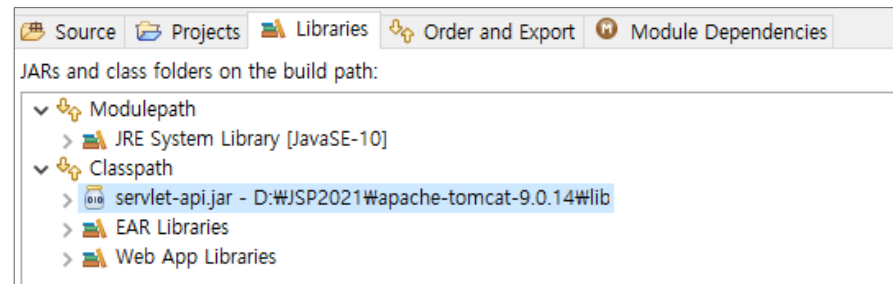 Source Projects Libraries Order and Export Module Dependencies
JARs and class folders on the build path:
Modulepath
JRE System Library [JavaSE-10]
Classpath
servlet-api.jar - D:₩JSP2021₩apache-tomcat-9.0.14₩lib
EAR Libraries
Web App Libraries